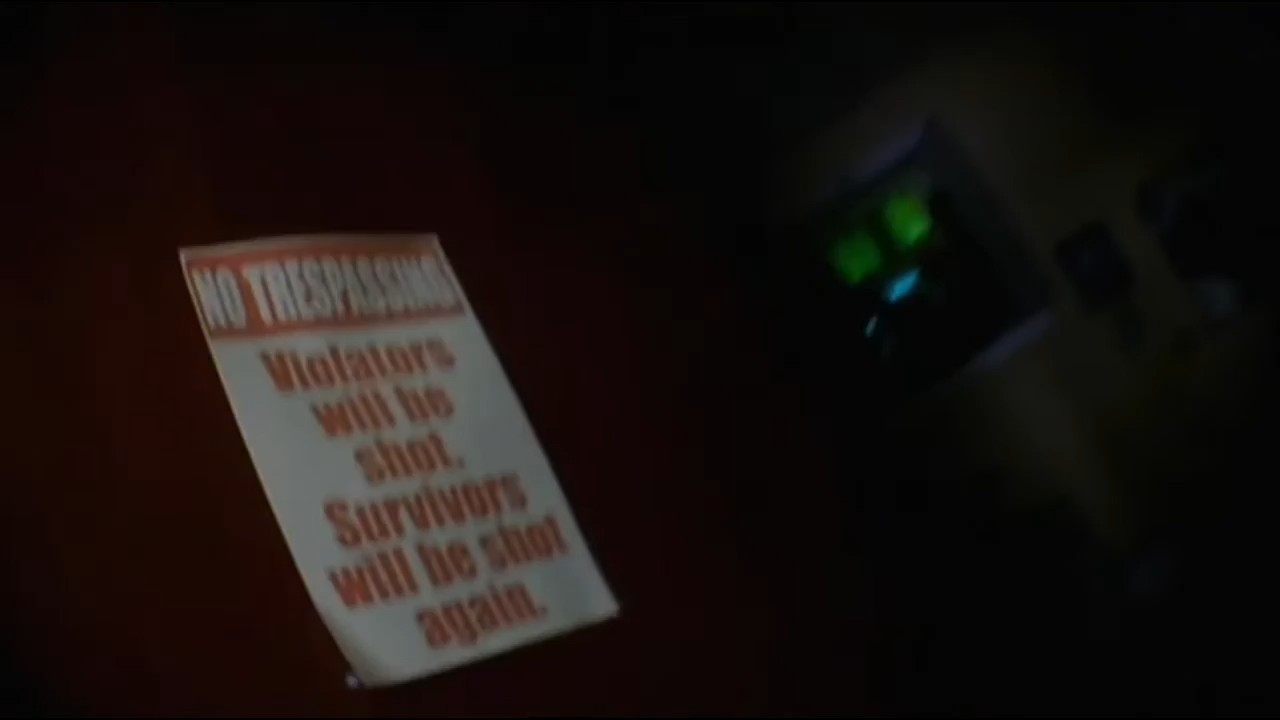 NO TRESPASSING
Violators
will be
shot.
Survivors
will be shot
again.